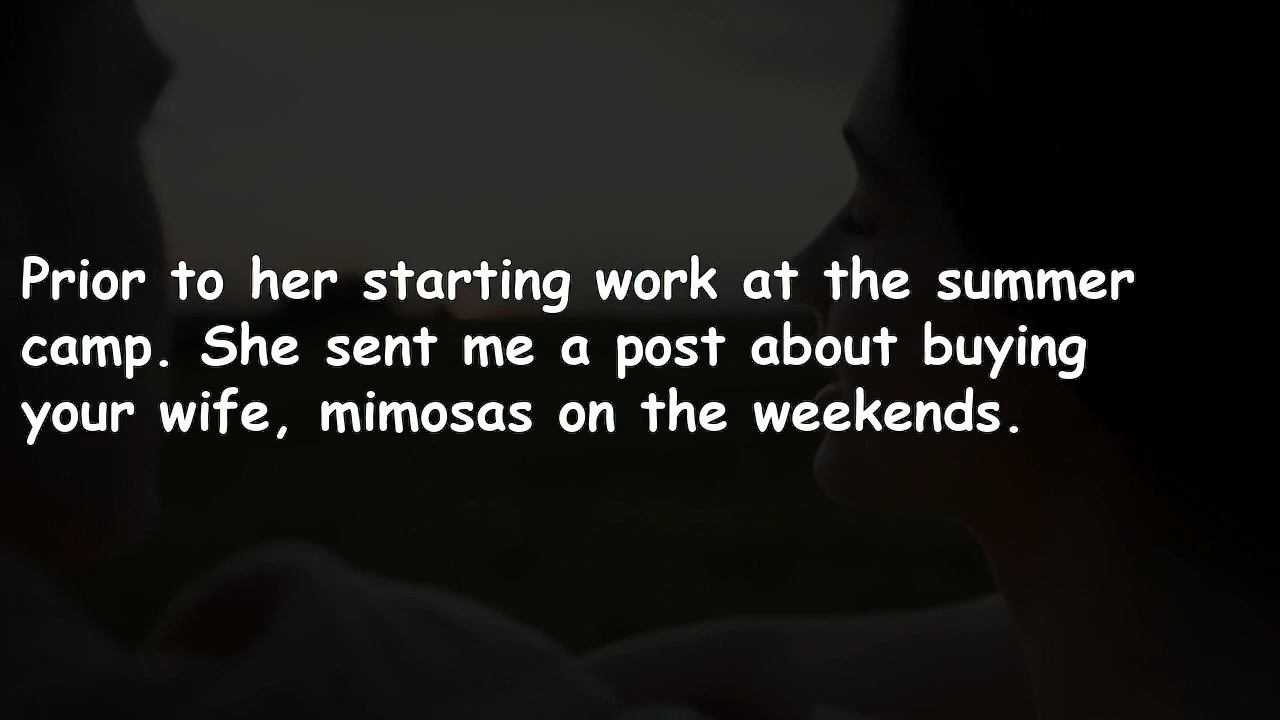 Prior to her starting work at the summer
camp. She sent me a post about buying
your wife, mimosas on the weekends.